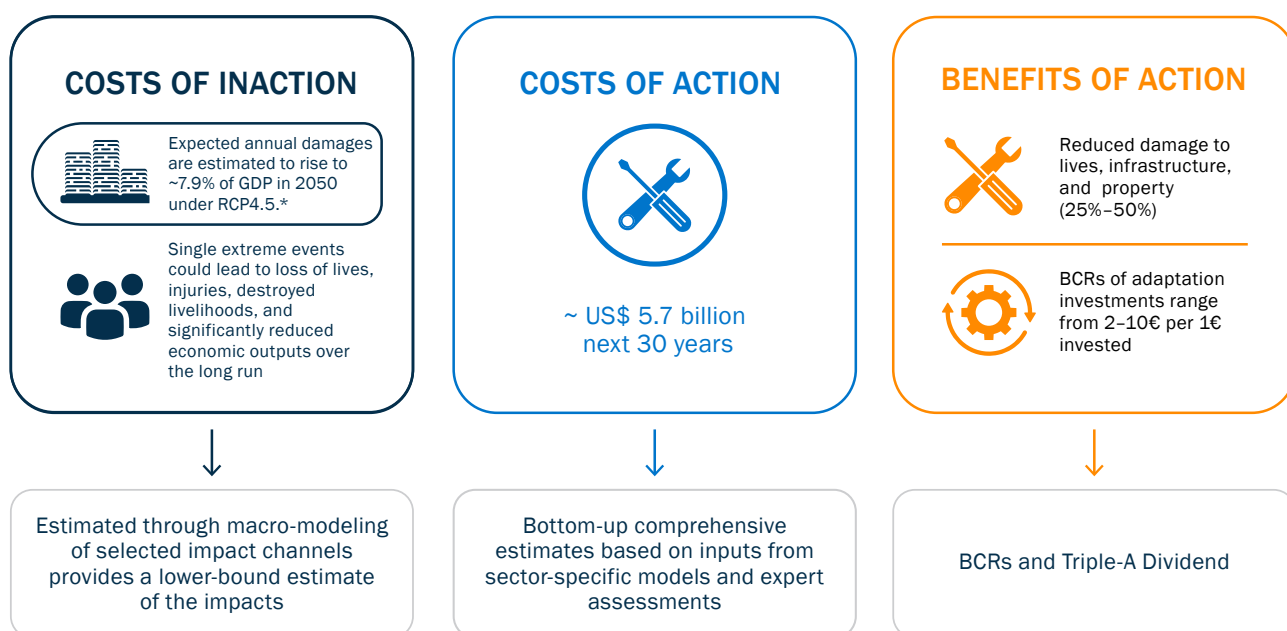 COSTS OF INACTION
Expected annual damages
are estimated to rise to
~7.9% of GDP in 2050
under RCP4.5.*
Single extreme events
could lead to loss of lives,
injuries, destroyed
livelihoods, and
significantly reduced
economic outputs over
the long run
Estimated through macro-modeling
of selected impact channels
provides a lower-bound estimate
of the impacts
COSTS OF ACTION
~ US$ 5.7 billion
next 30 years
Bottom-up comprehensive
estimates based on inputs from
sector-specific models and expert
assessments
BENEFITS OF ACTION
Reduced damage to
lives, infrastructure,
and property
(25%–50%)
BCRs of adaptation
investments range
from 2–10€ per 1€
invested
BCRs and Triple-A Dividend